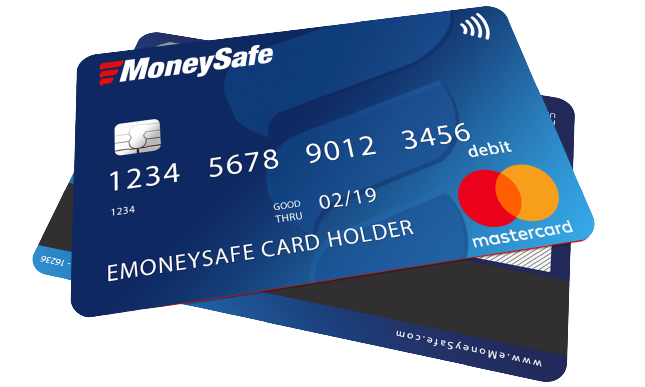 MoneySafe
1234 5678 9012 3456
debit
1234
GOOD THRU 02/19
EMONEYSAFE CARD HOLDER
mastercard
- 16236
www.eMoneySafe.com